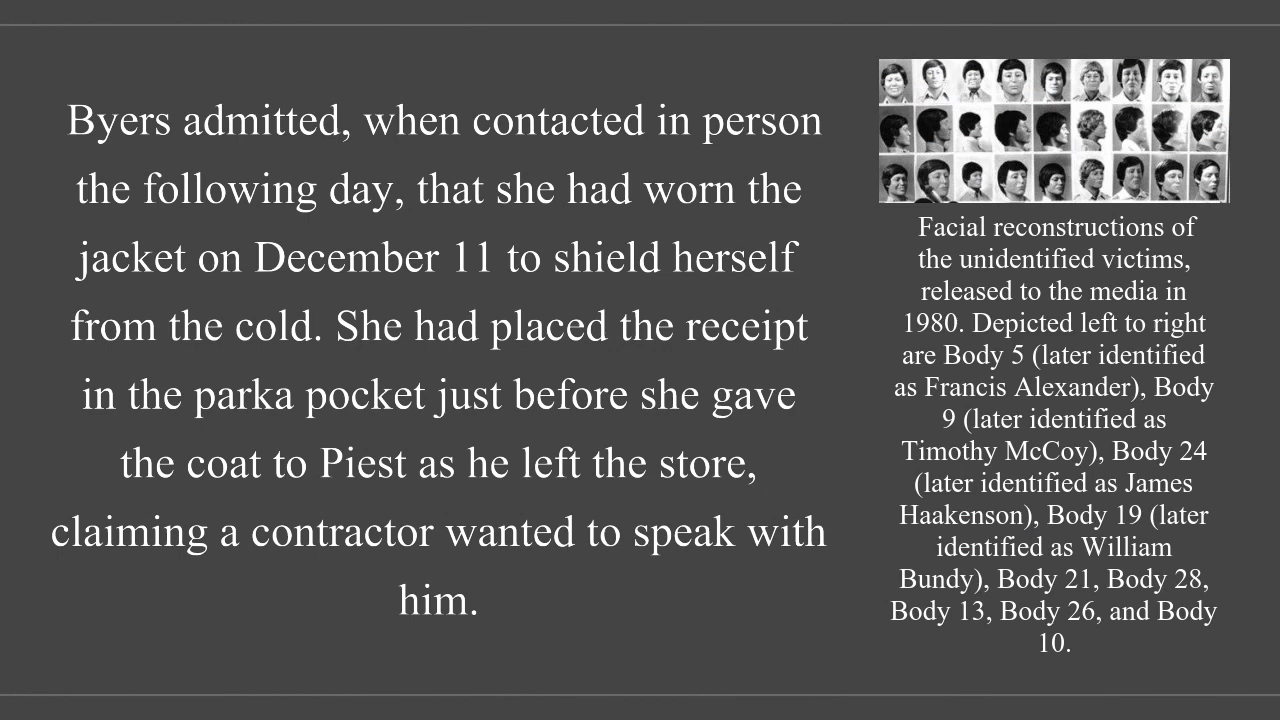 Byers admitted, when contacted in person
the following day, that she had worn the
jacket on December 11 to shield herself
from the cold. She had placed the receipt
in the parka pocket just before she gave
the coat to Piest as he left the store,
claiming a contractor wanted to speak with
him.
Facial reconstructions of
the unidentified victims,
released to the media in
1980. Depicted left to right
are Body 5 (later identified
as Francis Alexander), Body
9 (later identified as
Timothy McCoy), Body 24
(later identified as James
Haakenson), Body 19 (later
identified as William
Bundy), Body 21, Body 28,
Body 13, Body 26, and Body
10.